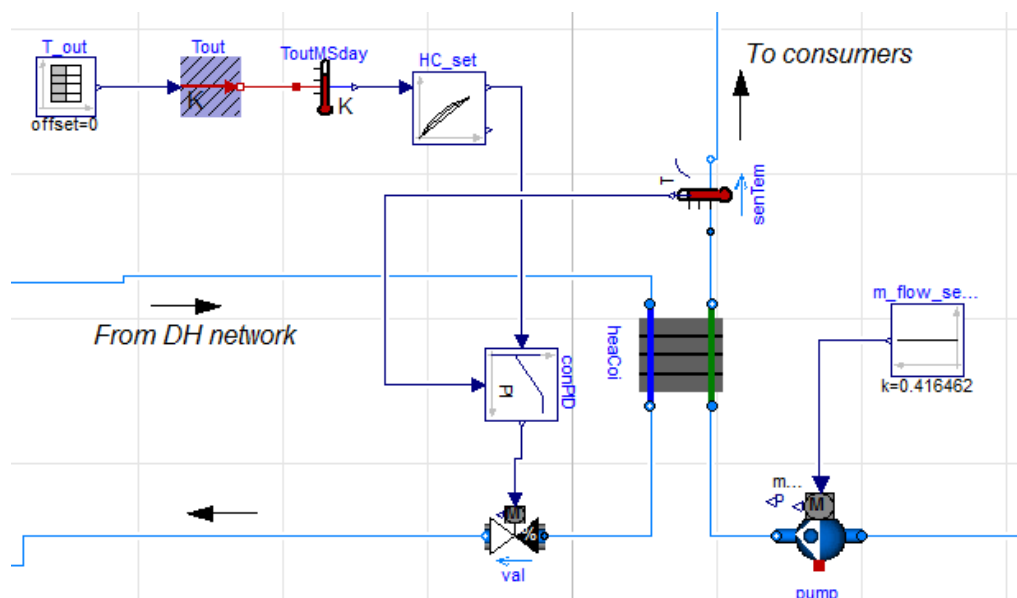 T_out
Tout
ToutMSday
HC_set
To consumers
K
K
offset=0
T
senTem
From DH network
m_flow_se...
heaCoi
PI
conPID
k=0.416462
m...
P
M
M
%
val
pump